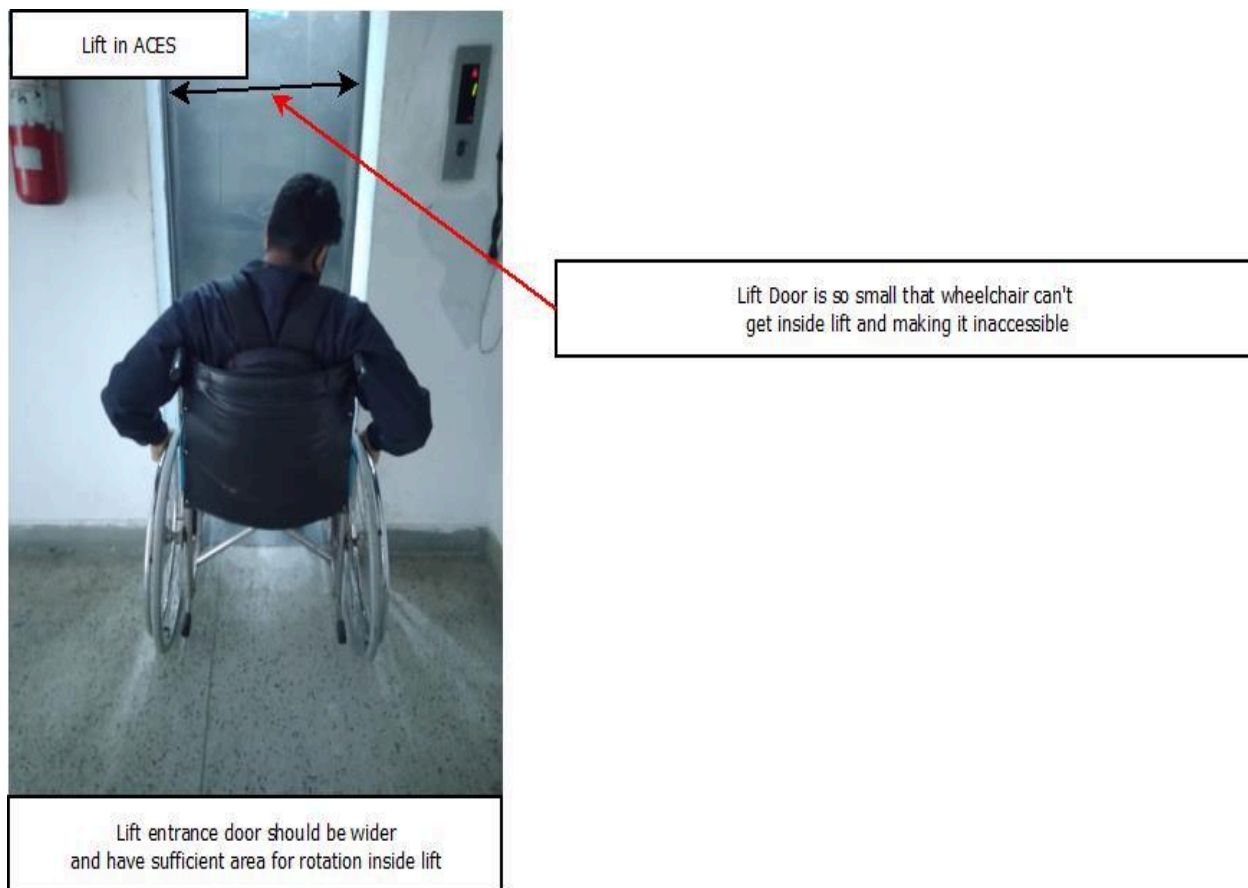 Lift in ACES
Lift Door is so small that wheelchair can't
get inside lift and making it inaccessible
Lift entrance door should be wider
and have sufficient area for rotation inside lift